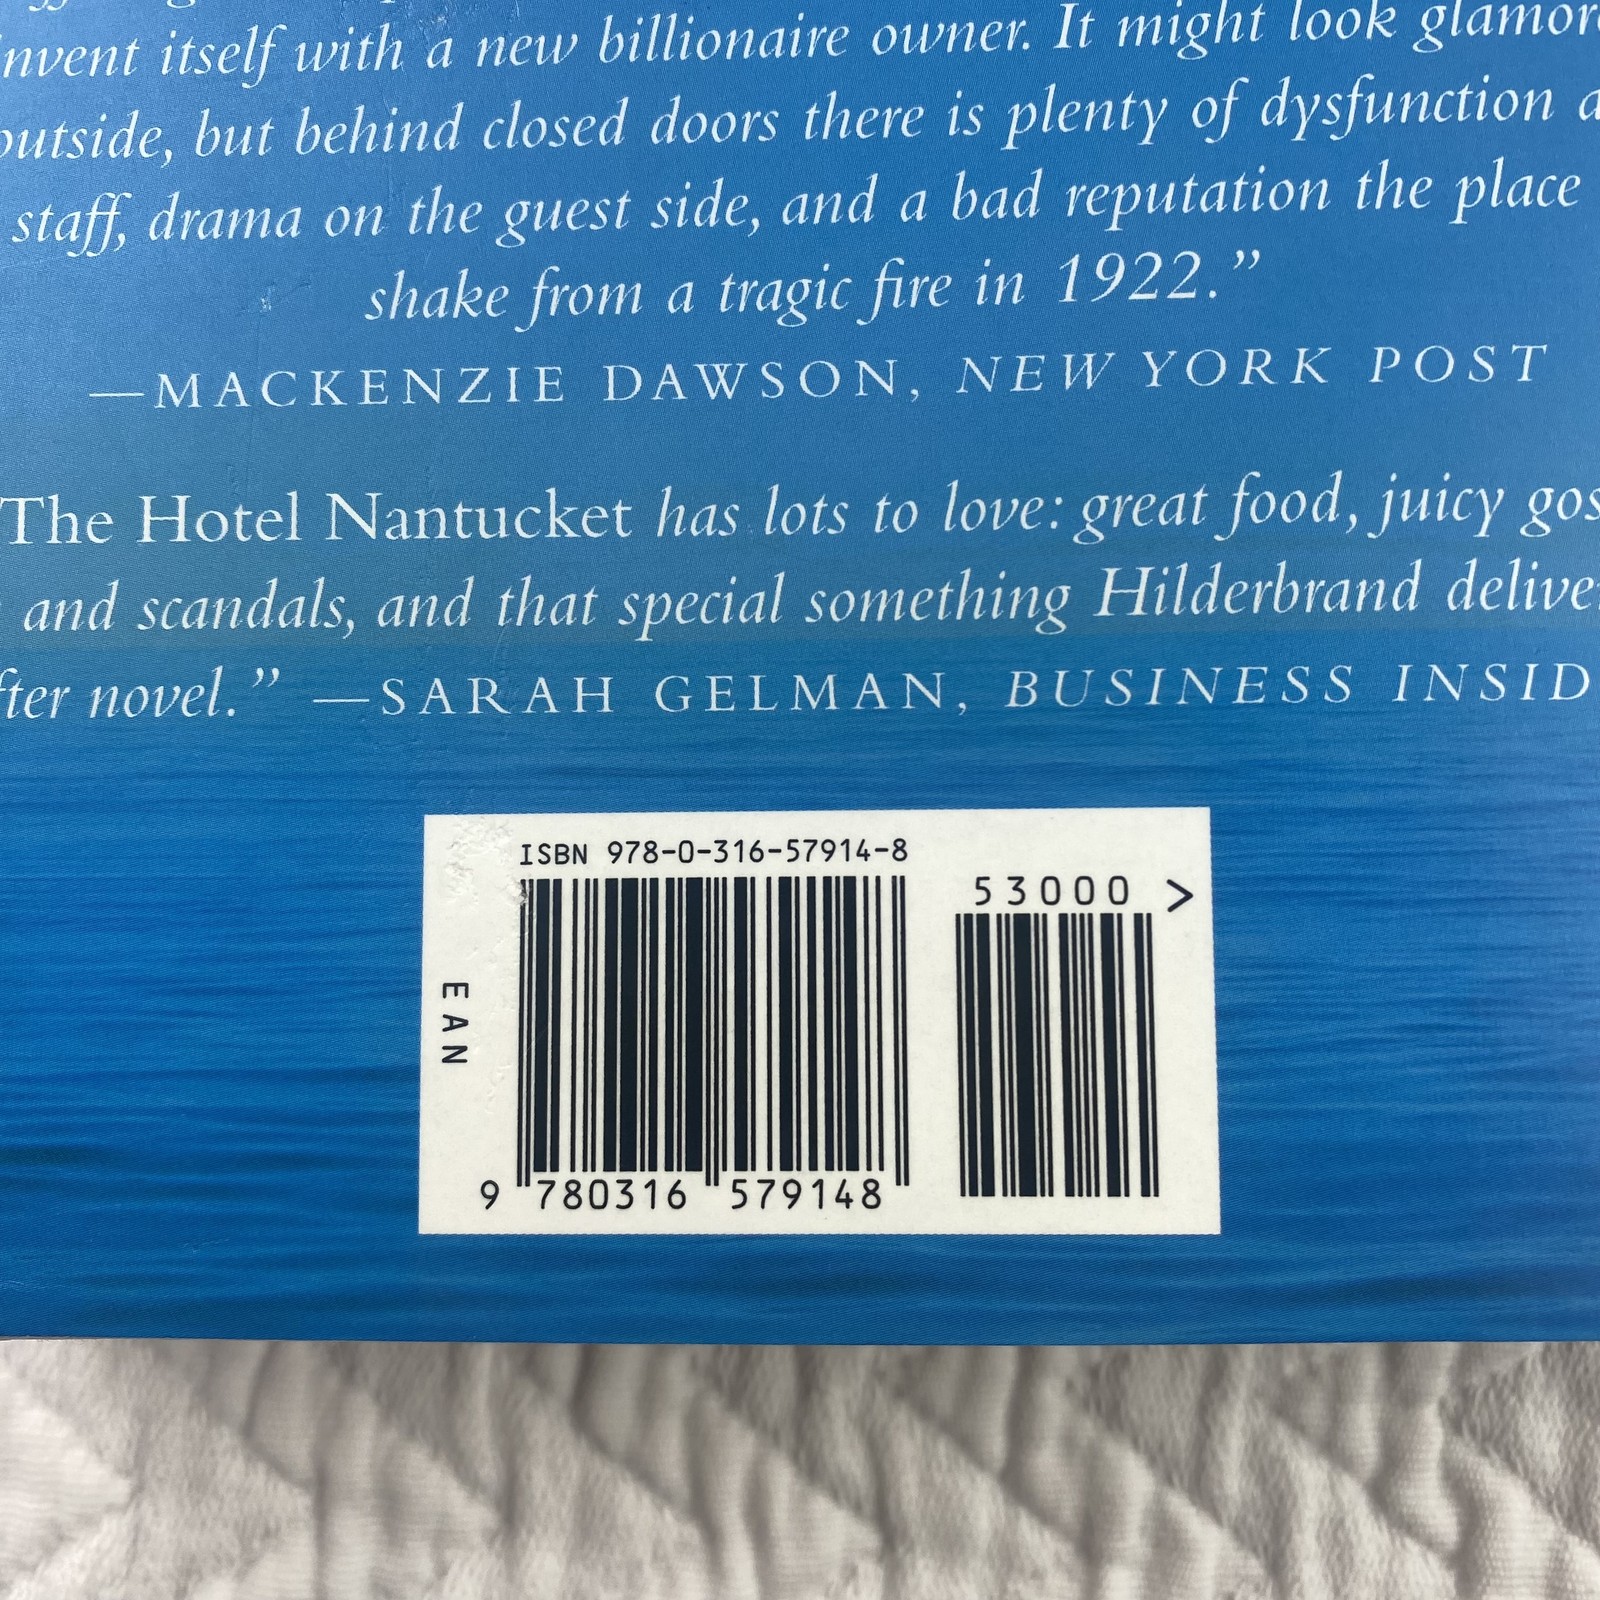 invent itself with a new billionaire owner. It might look glamor
outside, but behind closed doors there is plenty of dysfunction
staff, drama on the guest side, and a bad reputation the place
shake from a tragic fire in 1922.”
—MACKENZIE DAWSON, NEW YORK POST
The Hotel Nantucket has lots to love: great food, juicy gos
and scandals, and that special something Hilderbrand delive
fter novel.” —SARAH GELMAN, BUSINESS INSID
ISBN 978-0-316-57914-8
53000 >
EAN
9 780316 579148